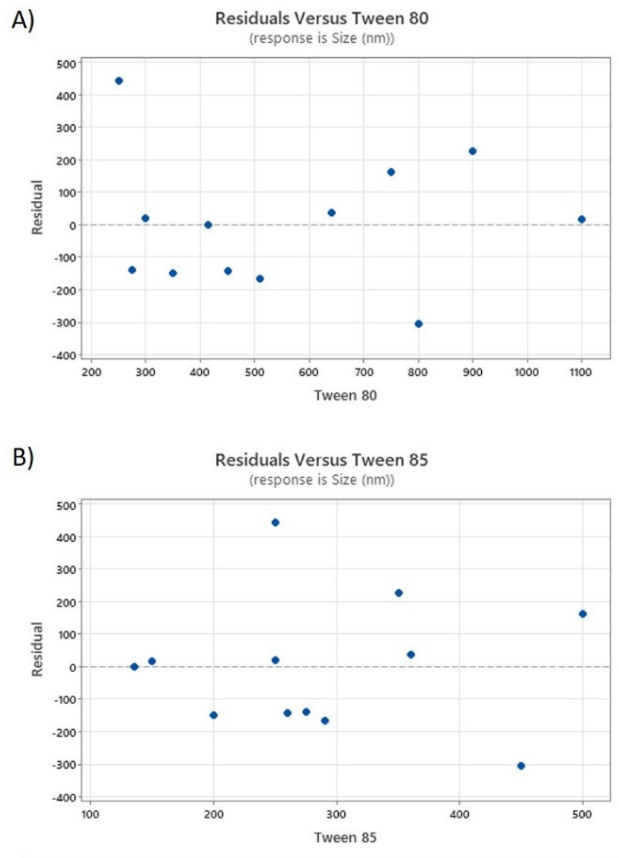 A)
Residuals Versus Tween 80
(response is Size (nm))
500
400
300
200
100
0
-100
-200
-300
-400
Residual
200 300 400 500 600 700 800 900 1000 1100
Tween 80
B)
Residuals Versus Tween 85
(response is Size (nm))
500
400
300
200
100
0
-100
-200
-300
-400
Residual
100 200 300 400 500
Tween 85